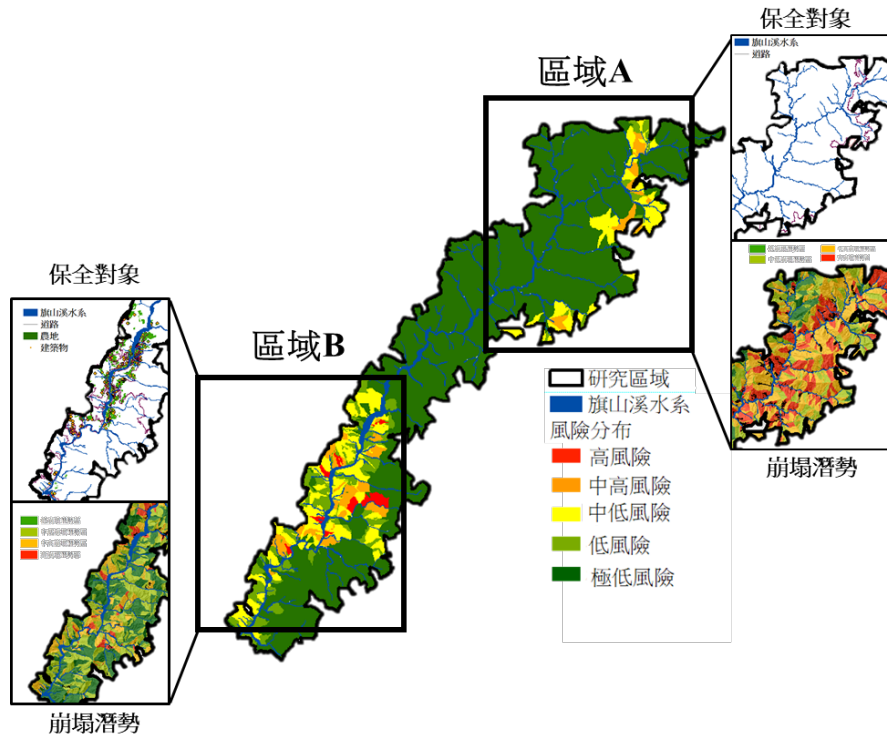 保全對象
旗山溪水系
道路
區域A
崩塌潛勢
保全對象
旗山溪水系
道路
農地
建築物
區域B
崩塌潛勢
研究區域
旗山溪水系
風險分布
高風險
中高風險
中低風險
低風險
極低風險